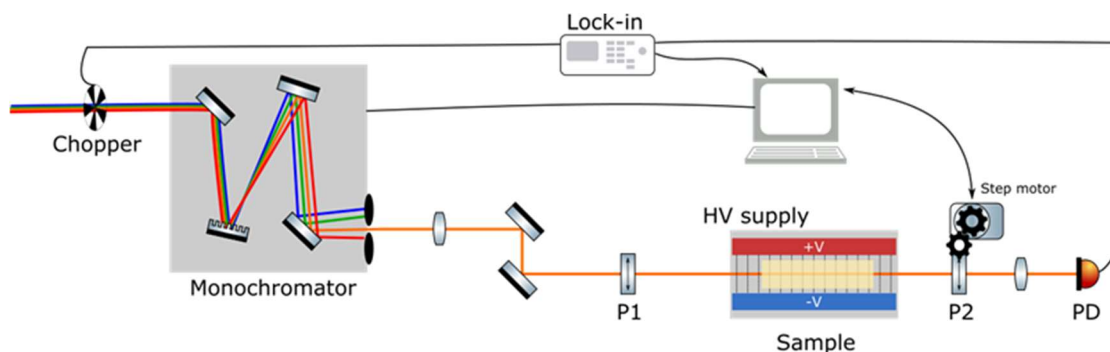 Lock-in
Chopper
Monochromator
Step motor
HV supply
+V
-V
P1
Sample
P2
PD